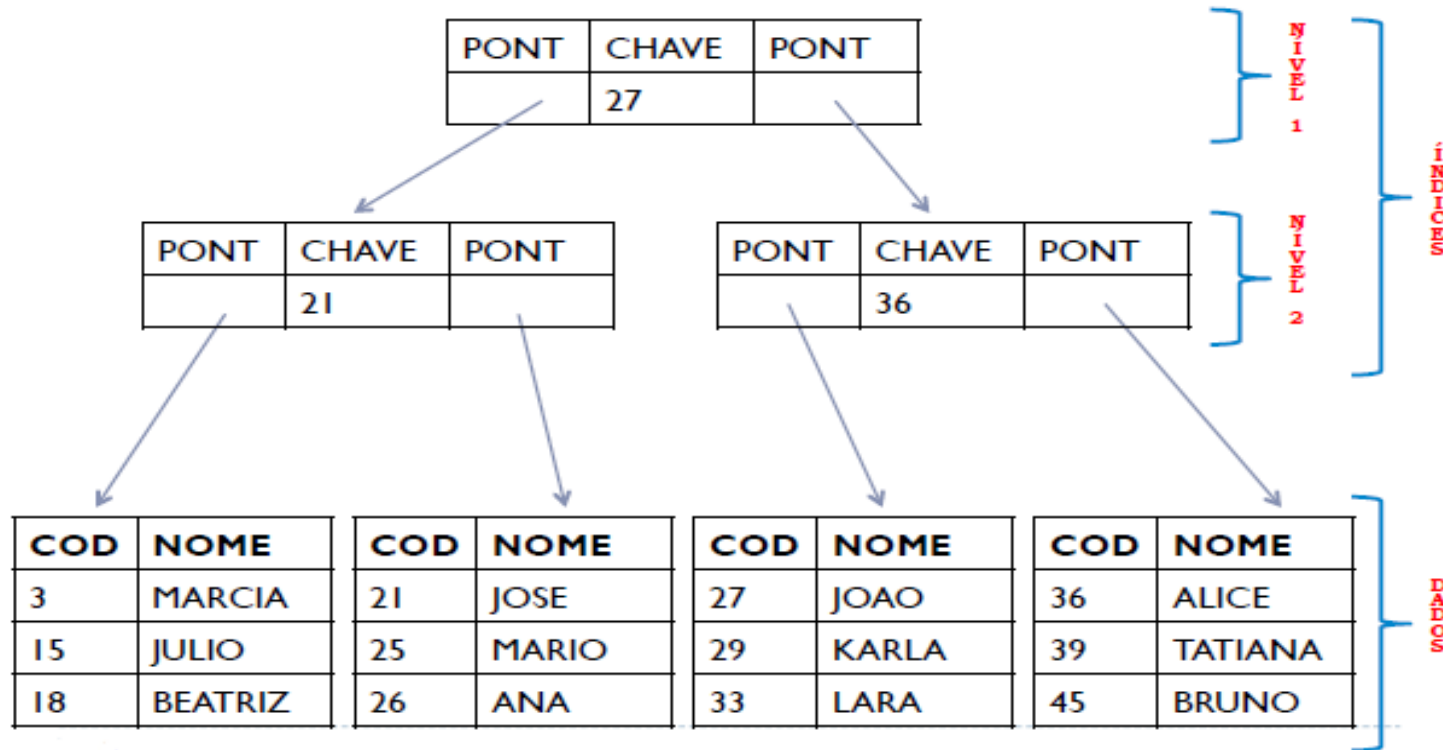 PONT CHAVE PONT
27
NÍVEL 1
ÍNDICES
PONT CHAVE PONT
21
PONT CHAVE PONT
36
NÍVEL 2
COD NOME
3 MARCIA
15 JULIO
18 BEATRIZ
COD NOME
21 JOSE
25 MARIO
26 ANA
COD NOME
27 JOAO
29 KARLA
33 LARA
COD NOME
36 ALICE
39 TATIANA
45 BRUNO
DADOS